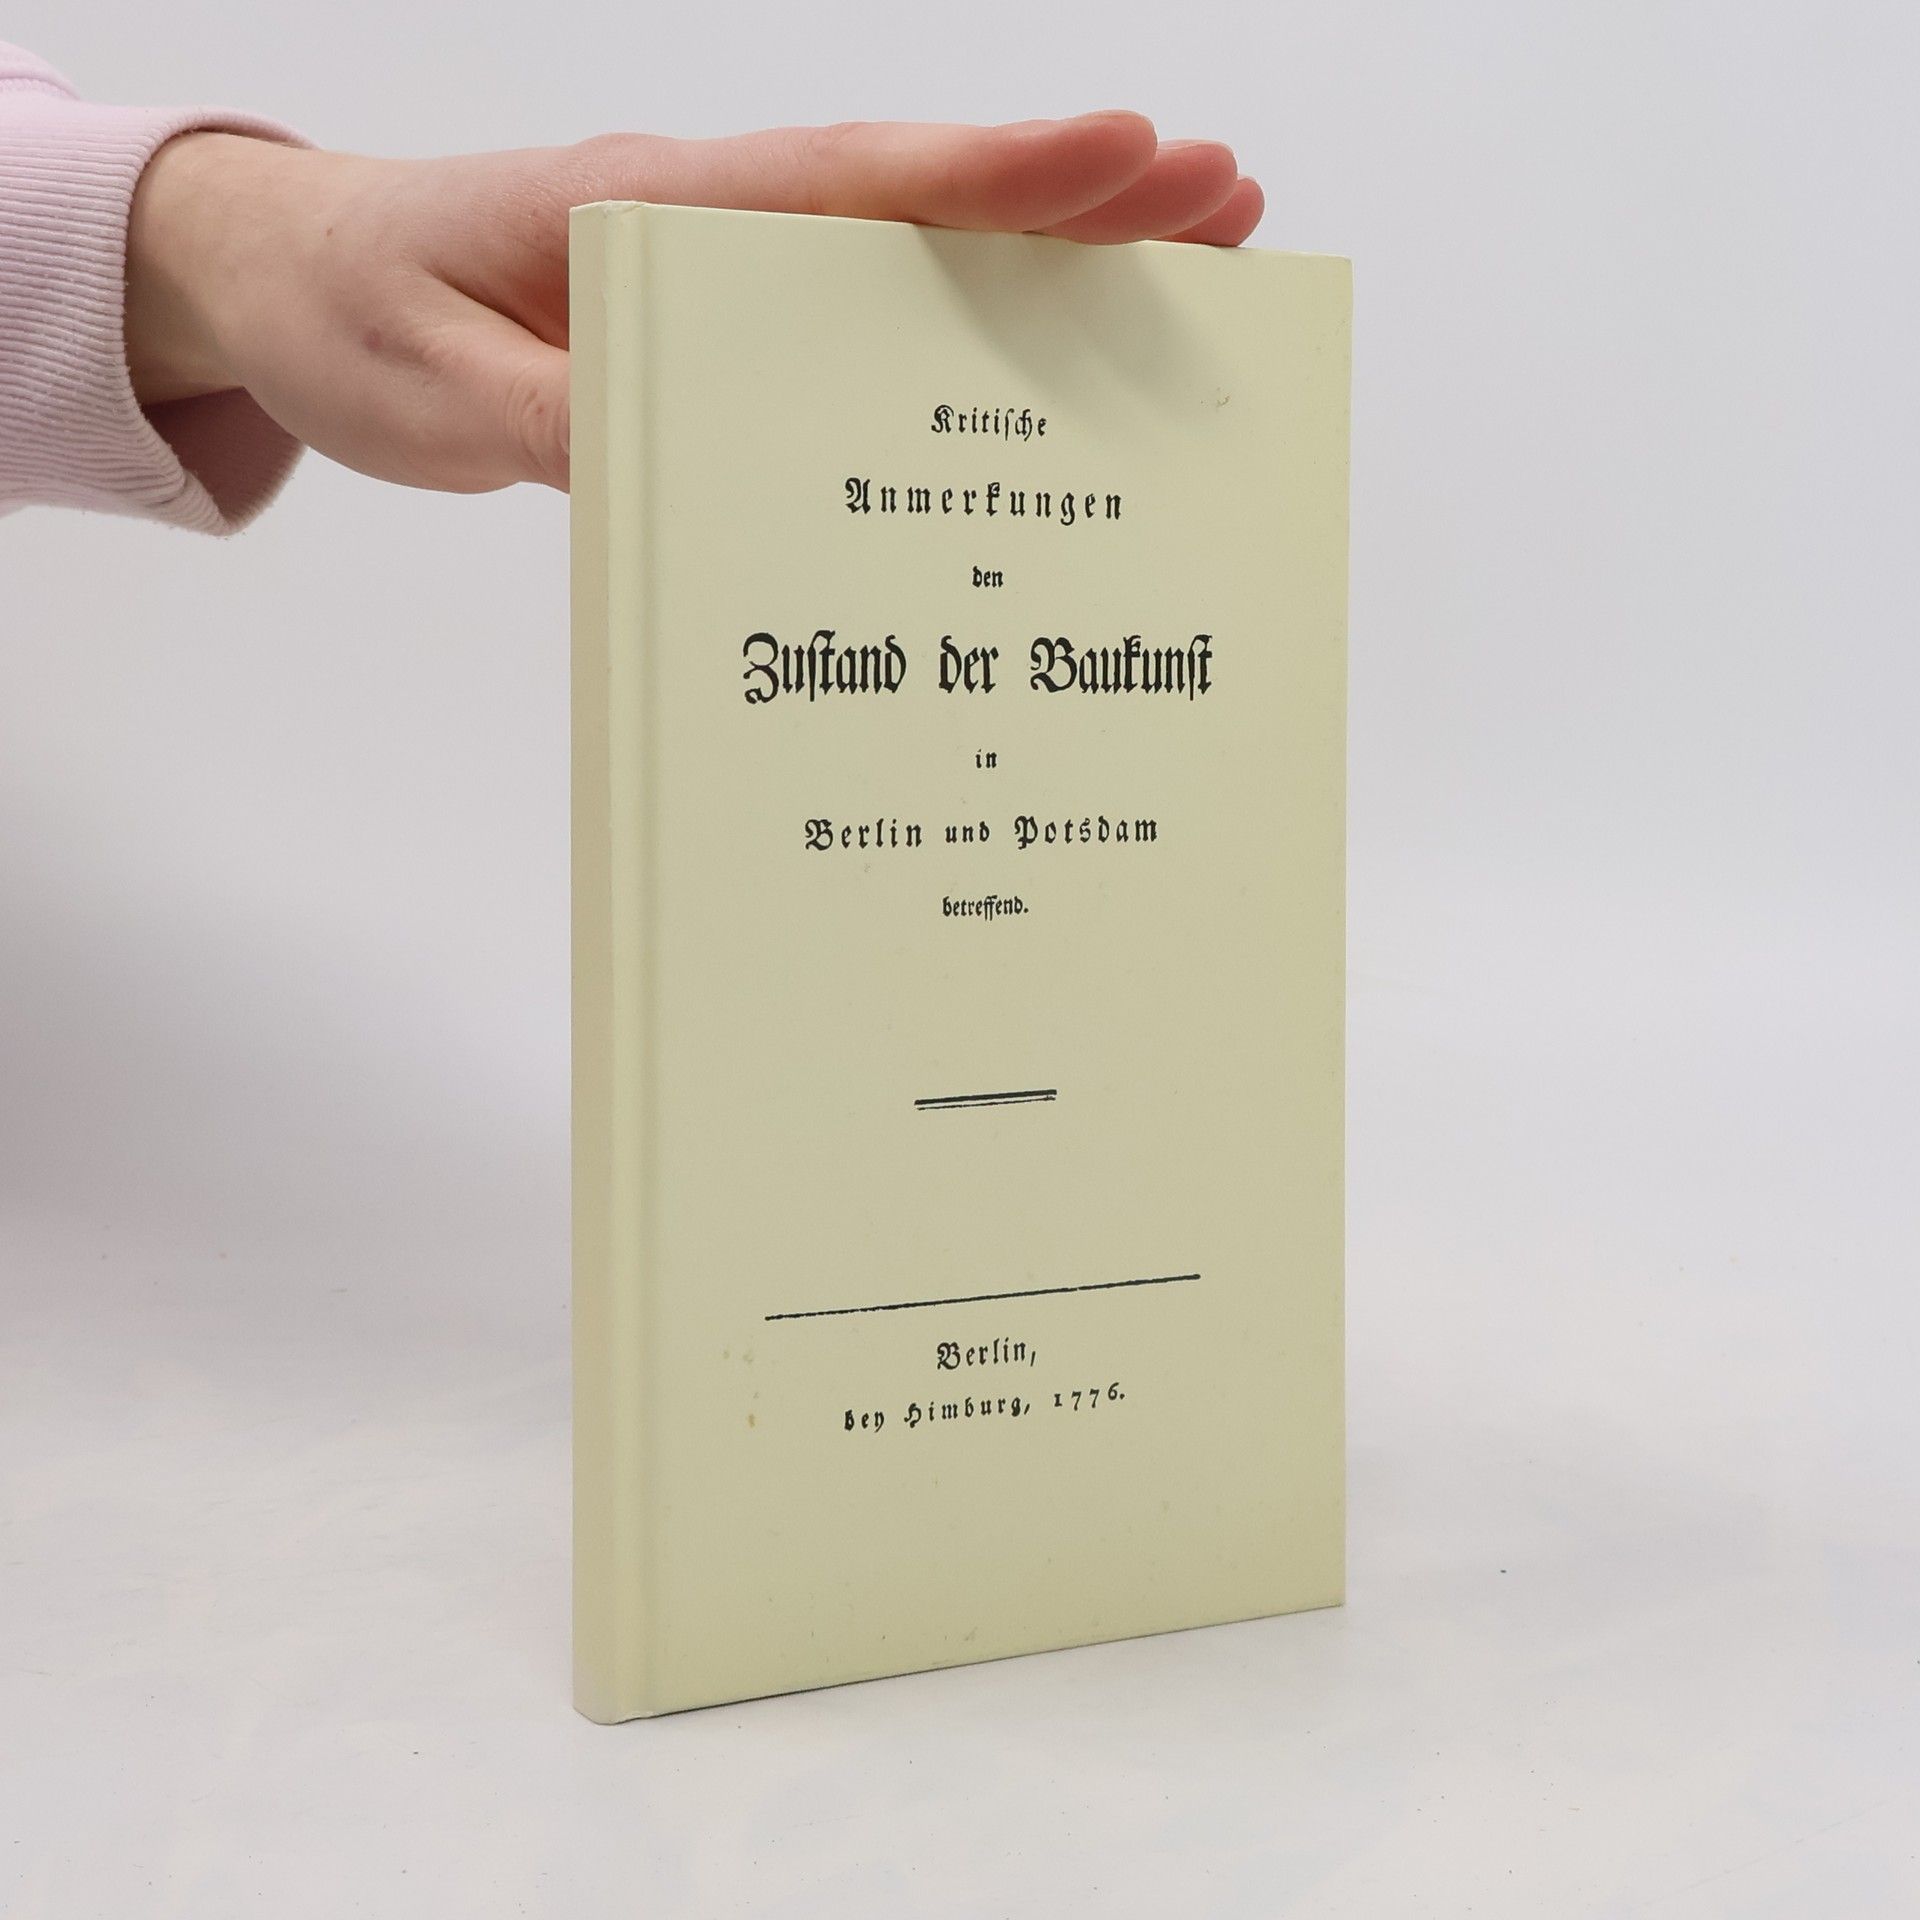 Kritiſche
Anmerkungen
den
Zuſtand der Baukunſt
in
Berlin und Potsdam
betreffend.
Berlin,
bey Himburg, 1776.